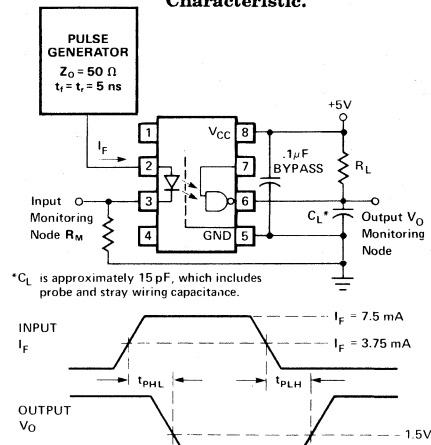 Characteristic.
PULSE
GENERATOR
Z₀ = 50 Ω
t_f = t_r = 5 ns
+5V
1
V_CC 8
I_F
.1μF
BYPASS
R_L
2
7
Input
Monitoring
Node R_M
3
6
C_L*
Output V_O
Monitoring
Node
4
GND 5
*C_L is approximately 15 pF, which includes
probe and stray wiring capacitance.
INPUT
I_F
I_F = 7.5 mA
I_F = 3.75 mA
t_PHL
t_PLH
OUTPUT
V_O
1.5V